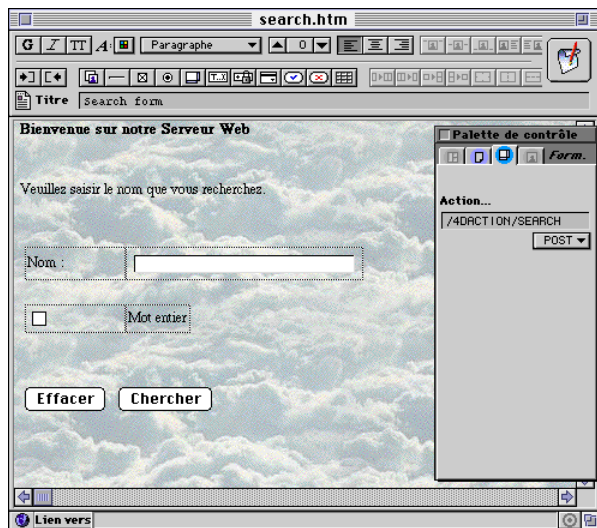 search.htm
G I TT A Paragraphe 0
Titre Search form
Bienvenue sur notre Serveur Web
Palette de contrôle
Form.
Veuillez saisir le nom que vous recherchez.
Action...
/4DACTION/SEARCH
POST
Nom :
Mot entier
Effacer Chercher
Lien vers